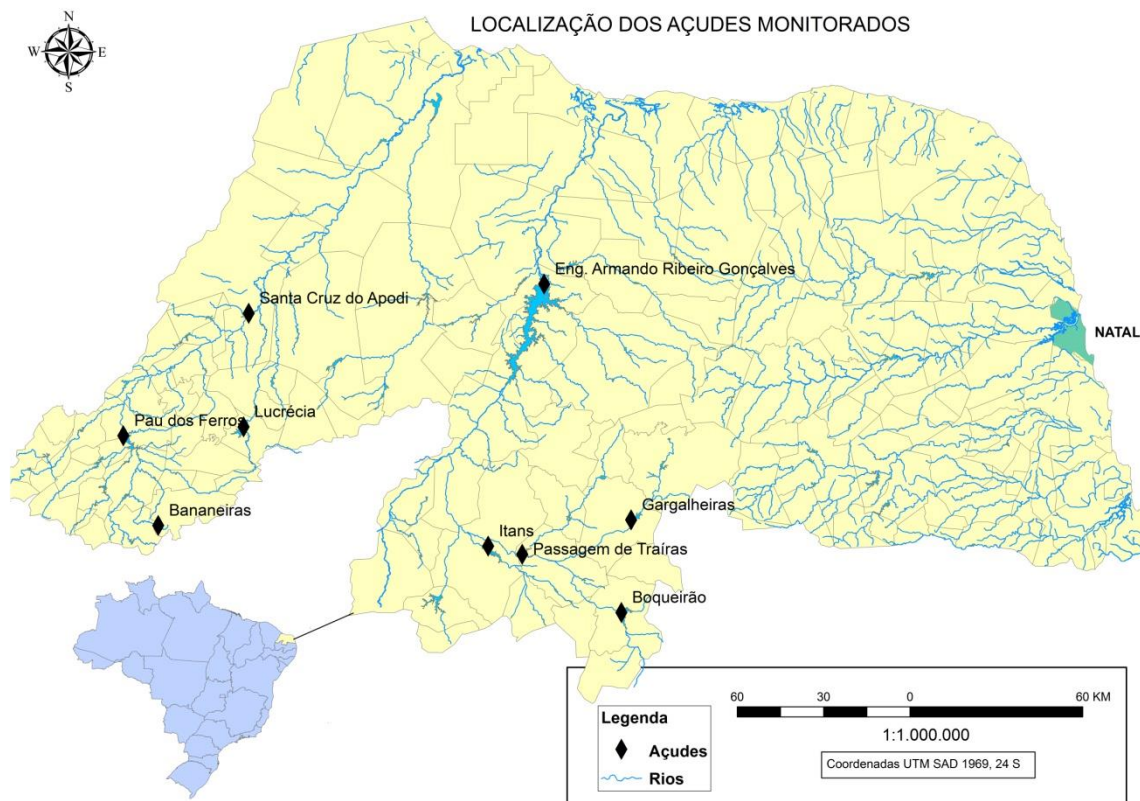 LOCALIZAÇÃO DOS AÇUDES MONITORADOS
N
W
E
S
Eng. Armando Ribeiro Gonçalves
Santa Cruz do Apodi
NATAL
Lucrécia
Pau dos Ferros
Gargalheiras
Bananeiras
Itans
Passagem de Traíras
Boqueirão
60 30 0 60 KM
Legenda
1:1.000.000
Açudes
Coordenadas UTM SAD 1969, 24 S
Rios